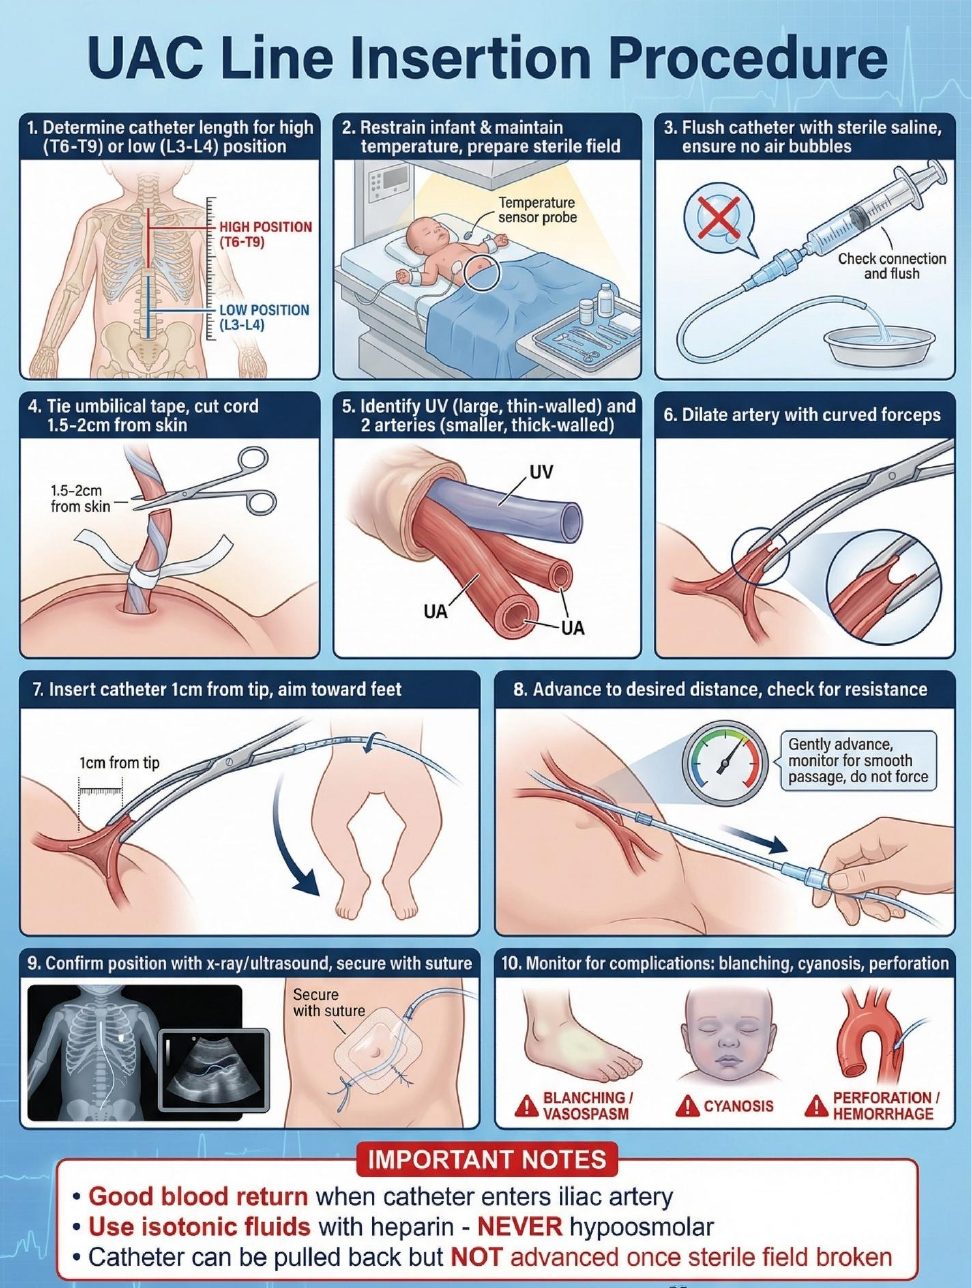 UAC Line Insertion Procedure
1. Determine catheter length for high
(T6-T9) or low (L3-L4) position
HIGH POSITION
(T6-T9)
LOW POSITION
(L3-L4)
2. Restrain infant & maintain
temperature, prepare sterile field
Temperature
sensor probe
3. Flush catheter with sterile saline,
ensure no air bubbles
Check connection
and flush
4. Tie umbilical tape, cut cord
1.5-2cm from skin
1.5-2cm
from skin
5. Identify UV (large, thin-walled) and
2 arteries (smaller, thick-walled)
UV
UA
UA
6. Dilate artery with curved forceps
7. Insert catheter 1cm from tip, aim toward feet
1cm from tip
8. Advance to desired distance, check for resistance
Gently advance,
monitor for smooth
passage, do not force
9. Confirm position with x-ray/ultrasound, secure with suture
Secure
with suture
10. Monitor for complications: blanching, cyanosis, perforation
BLANCHING /
VASOSPASM
CYANOSIS
PERFORATION /
HEMORRHAGE
IMPORTANT NOTES
• Good blood return when catheter enters iliac artery
• Use isotonic fluids with heparin - NEVER hypoosmolar
• Catheter can be pulled back but NOT advanced once sterile field broken